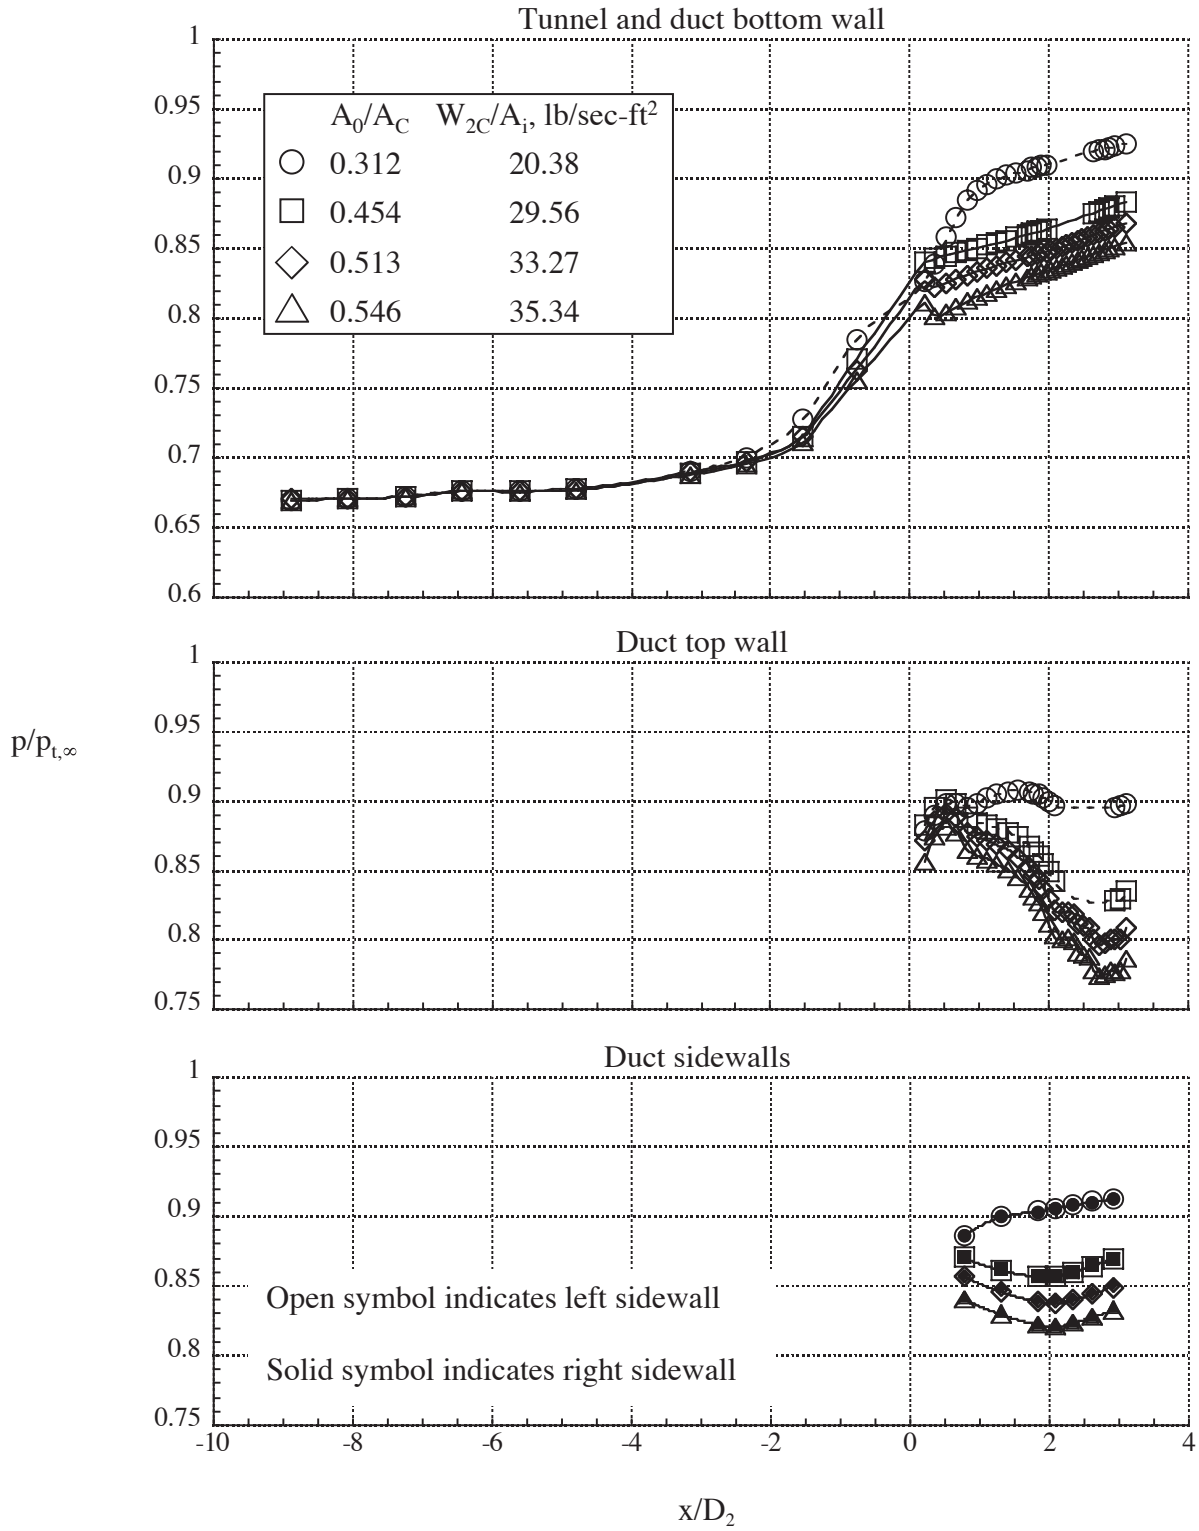 Tunnel and duct bottom wall
1
0.95
0.9
0.85
0.8
0.75
0.7
0.65
0.6
A₀/A_C W₂C/Aᵢ, lb/sec-ft²
0.312 20.38
0.454 29.56
0.513 33.27
0.546 35.34
Duct top wall
1
0.95
0.9
0.85
0.8
0.75
p/p_t,∞
Duct sidewalls
1
0.95
0.9
0.85
0.8
0.75
Open symbol indicates left sidewall
Solid symbol indicates right sidewall
-10 -8 -6 -4 -2 0 2 4
x/D₂